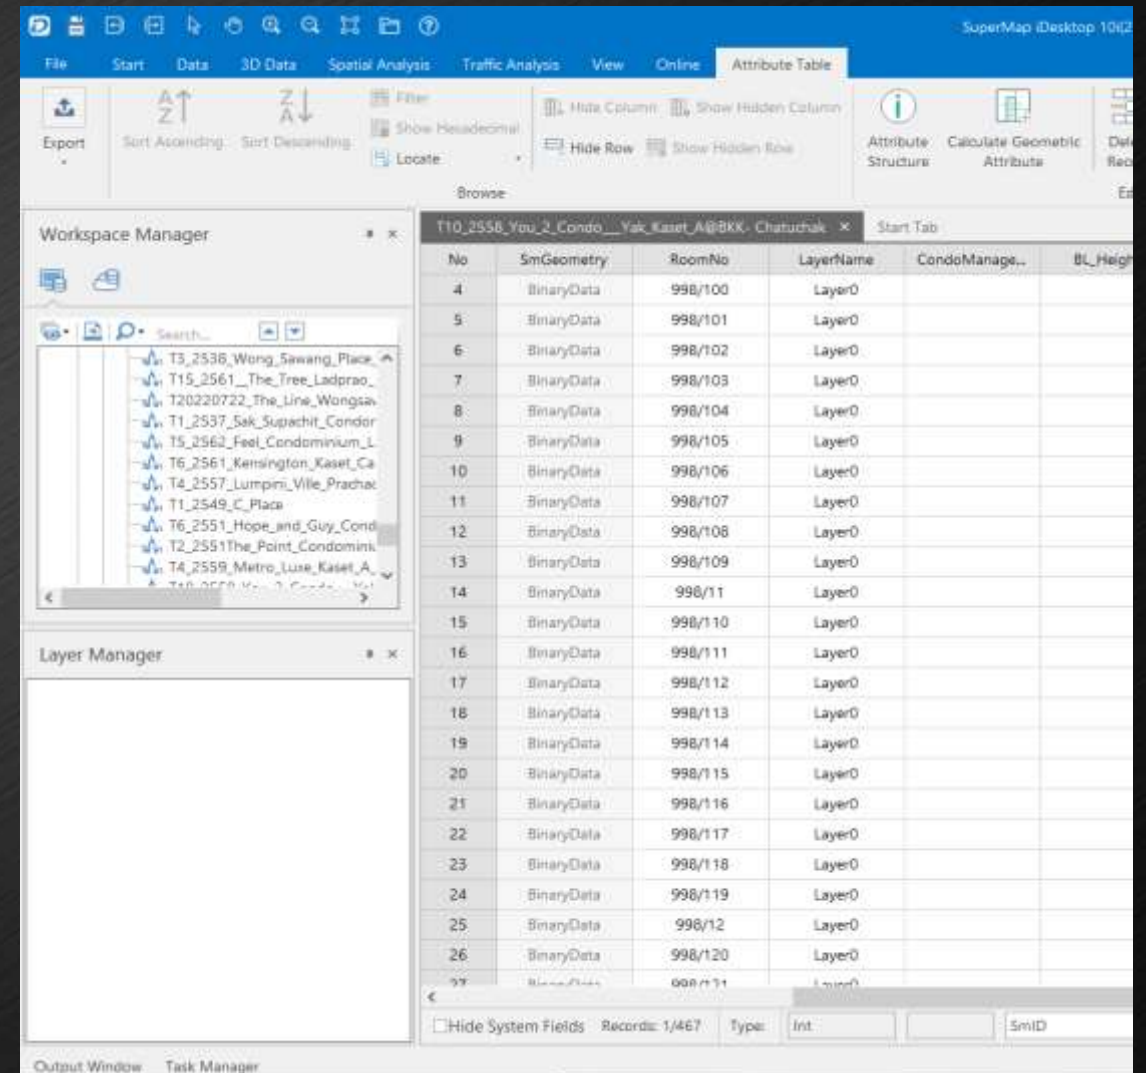 SuperMap iDesktop 10i(2
File Start Data 3D Data Spatial Analysis Traffic Analysis View Online Attribute Table
Export
Sort Ascending
Sort Descending
Filter
Show Hexadecimal
Locate
Hide Column
Show Hidden Column
Hide Row
Show Hidden Row
Attribute Structure
Calculate Geometric Attribute
Browse
Workspace Manager
Search...
T3_2538_Wong_Sawang_Place_
T15_2561__The_Tree_Ladprao_
T20220722_The_Line_Wongsav
T1_2537_Sak_Supachit_Condor
T5_2562_Feel_Condominium_L
T6_2561_Kensington_Kaset_Ca
T4_2557_Lumpini_Ville_Prachac
T1_2549_C_Place
T6_2551_Hope_and_Guy_Cond
T2_2551The_Point_Condomini
T4_2559_Metro_Luxe_Kaset_A_
Layer Manager
T10_2558_You_2_Condo___Yak_Kaset_A@BKK- Chatuchak
Start Tab
No SmGeometry RoomNo LayerName CondoManage... BL_Heigh
4 BinaryData 998/100 Layer0
5 BinaryData 998/101 Layer0
6 BinaryData 998/102 Layer0
7 BinaryData 998/103 Layer0
8 BinaryData 998/104 Layer0
9 BinaryData 998/105 Layer0
10 BinaryData 998/106 Layer0
11 BinaryData 998/107 Layer0
12 BinaryData 998/108 Layer0
13 BinaryData 998/109 Layer0
14 BinaryData 998/11 Layer0
15 BinaryData 998/110 Layer0
16 BinaryData 998/111 Layer0
17 BinaryData 998/112 Layer0
18 BinaryData 998/113 Layer0
19 BinaryData 998/114 Layer0
20 BinaryData 998/115 Layer0
21 BinaryData 998/116 Layer0
22 BinaryData 998/117 Layer0
23 BinaryData 998/118 Layer0
24 BinaryData 998/119 Layer0
25 BinaryData 998/12 Layer0
26 BinaryData 998/120 Layer0
27 BinaryData 998/121 Layer0
Hide System Fields Records: 1/467 Type: Int SmID
Output Window Task Manager